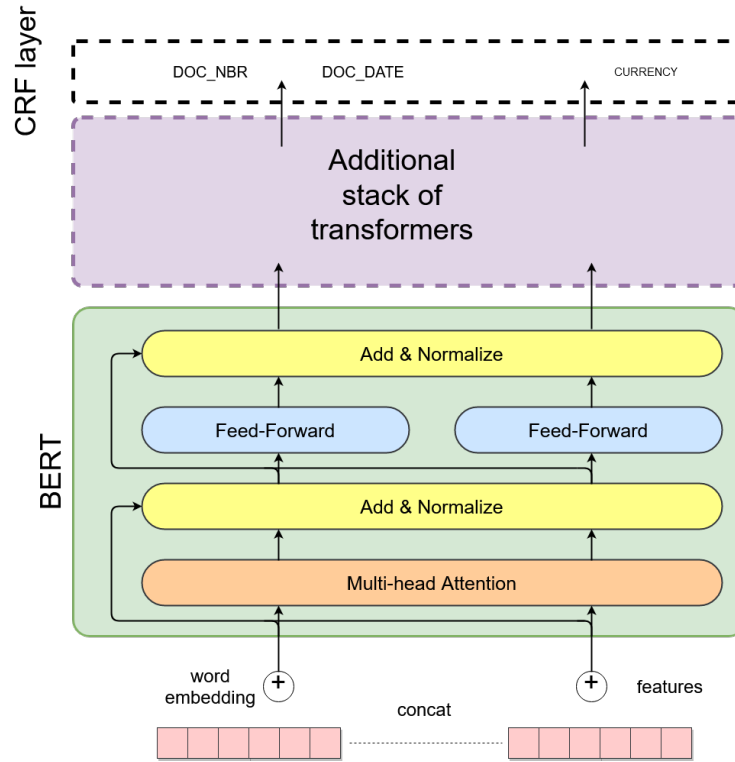 CRF layer
DOC_NBR
DOC_DATE
CURRENCY
Additional
stack of
transformers
BERT
Add & Normalize
Feed-Forward
Feed-Forward
Add & Normalize
Multi-head Attention
word
embedding
+
+
features
concat